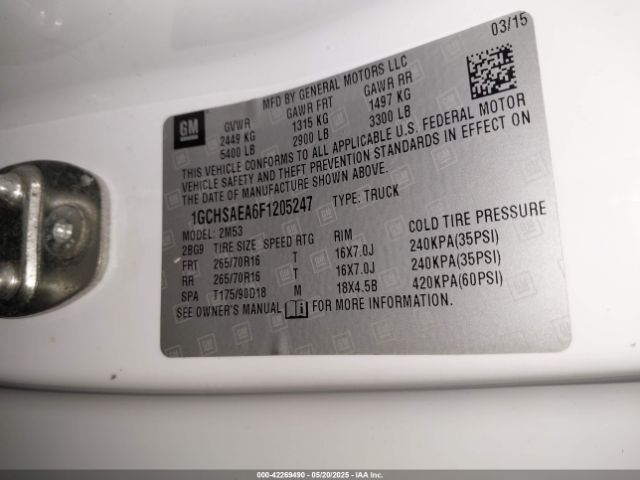 03/15
MFD BY GENERAL MOTORS LLC
GM
GVWR GAWR FRT GAWR RR
2449 KG 1315 KG 1497 KG
5400 LB 2900 LB 3300 LB
THIS VEHICLE CONFORMS TO ALL APPLICABLE U.S. FEDERAL MOTOR
VEHICLE SAFETY AND THEFT PREVENTION STANDARDS IN EFFECT ON
THE DATE OF MANUFACTURE SHOWN ABOVE.
1GCHSAEA6F1205247 TYPE: TRUCK
MODEL: 2M53
2BG9 TIRE SIZE SPEED RTG RIM COLD TIRE PRESSURE
FRT 265/70R16 T 16X7.0J 240KPA(35PSI)
RR 265/70R16 T 16X7.0J 240KPA(35PSI)
SPA T175/90D18 M 18X4.5B 420KPA(60PSI)
SEE OWNER'S MANUAL FOR MORE INFORMATION.
000-42269490 - 05/20/2025 - IAA Inc.